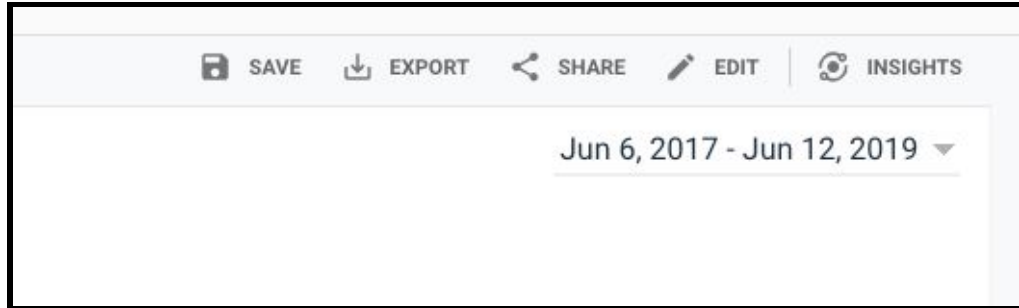 SAVE EXPORT SHARE EDIT INSIGHTS
Jun 6, 2017 - Jun 12, 2019